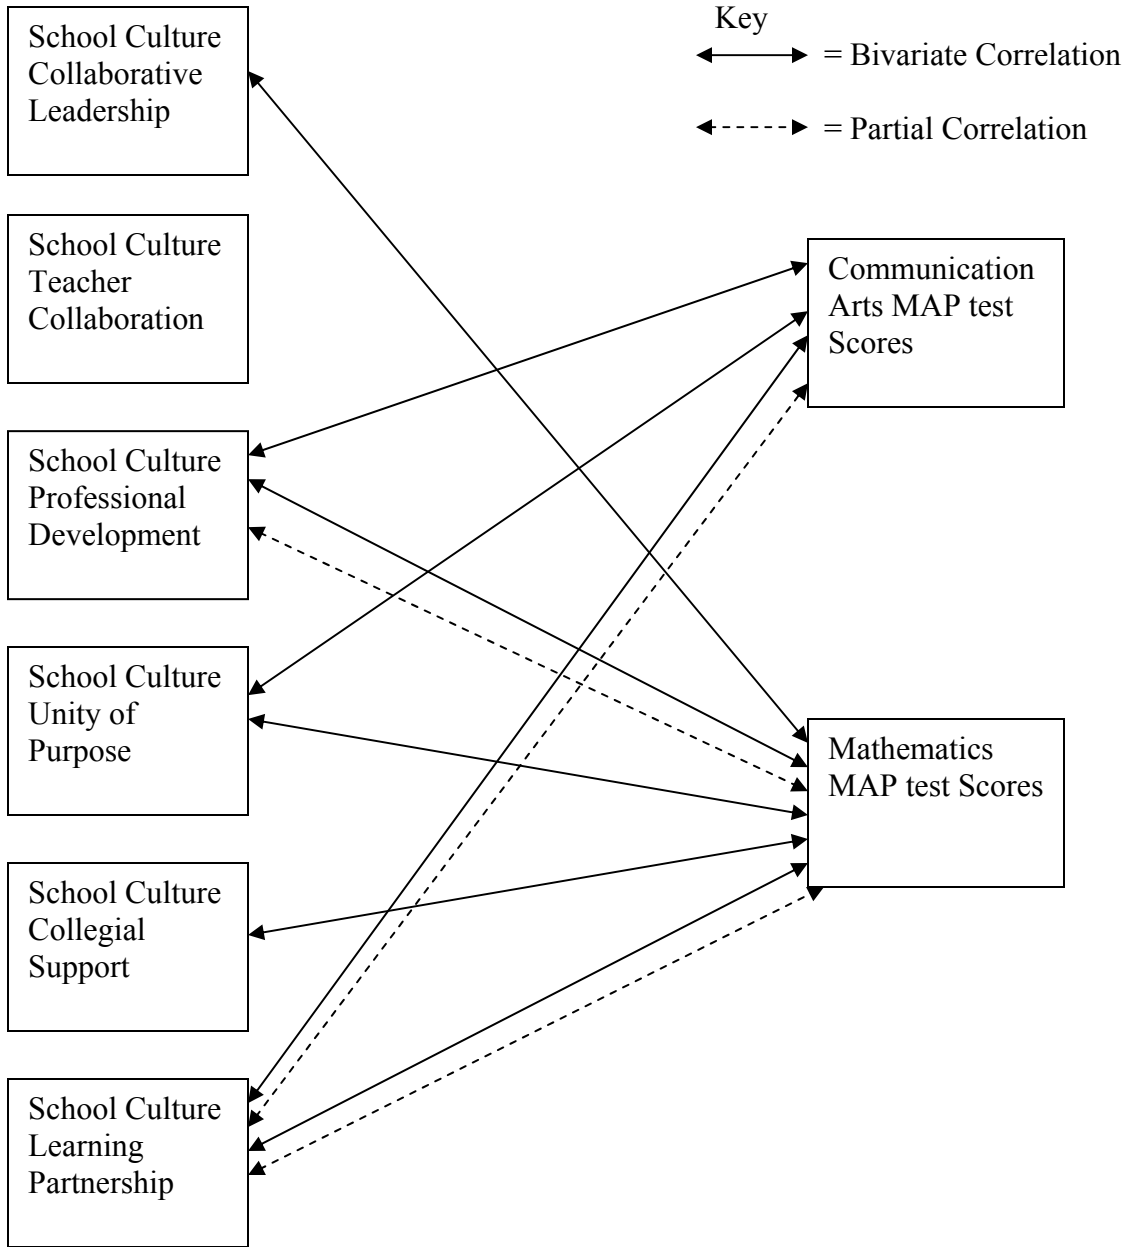 School Culture
Collaborative
Leadership
Key
= Bivariate Correlation
= Partial Correlation
School Culture
Teacher
Collaboration
Communication
Arts MAP test
Scores
School Culture
Professional
Development
School Culture
Unity of
Purpose
Mathematics
MAP test Scores
School Culture
Collegial
Support
School Culture
Learning
Partnership